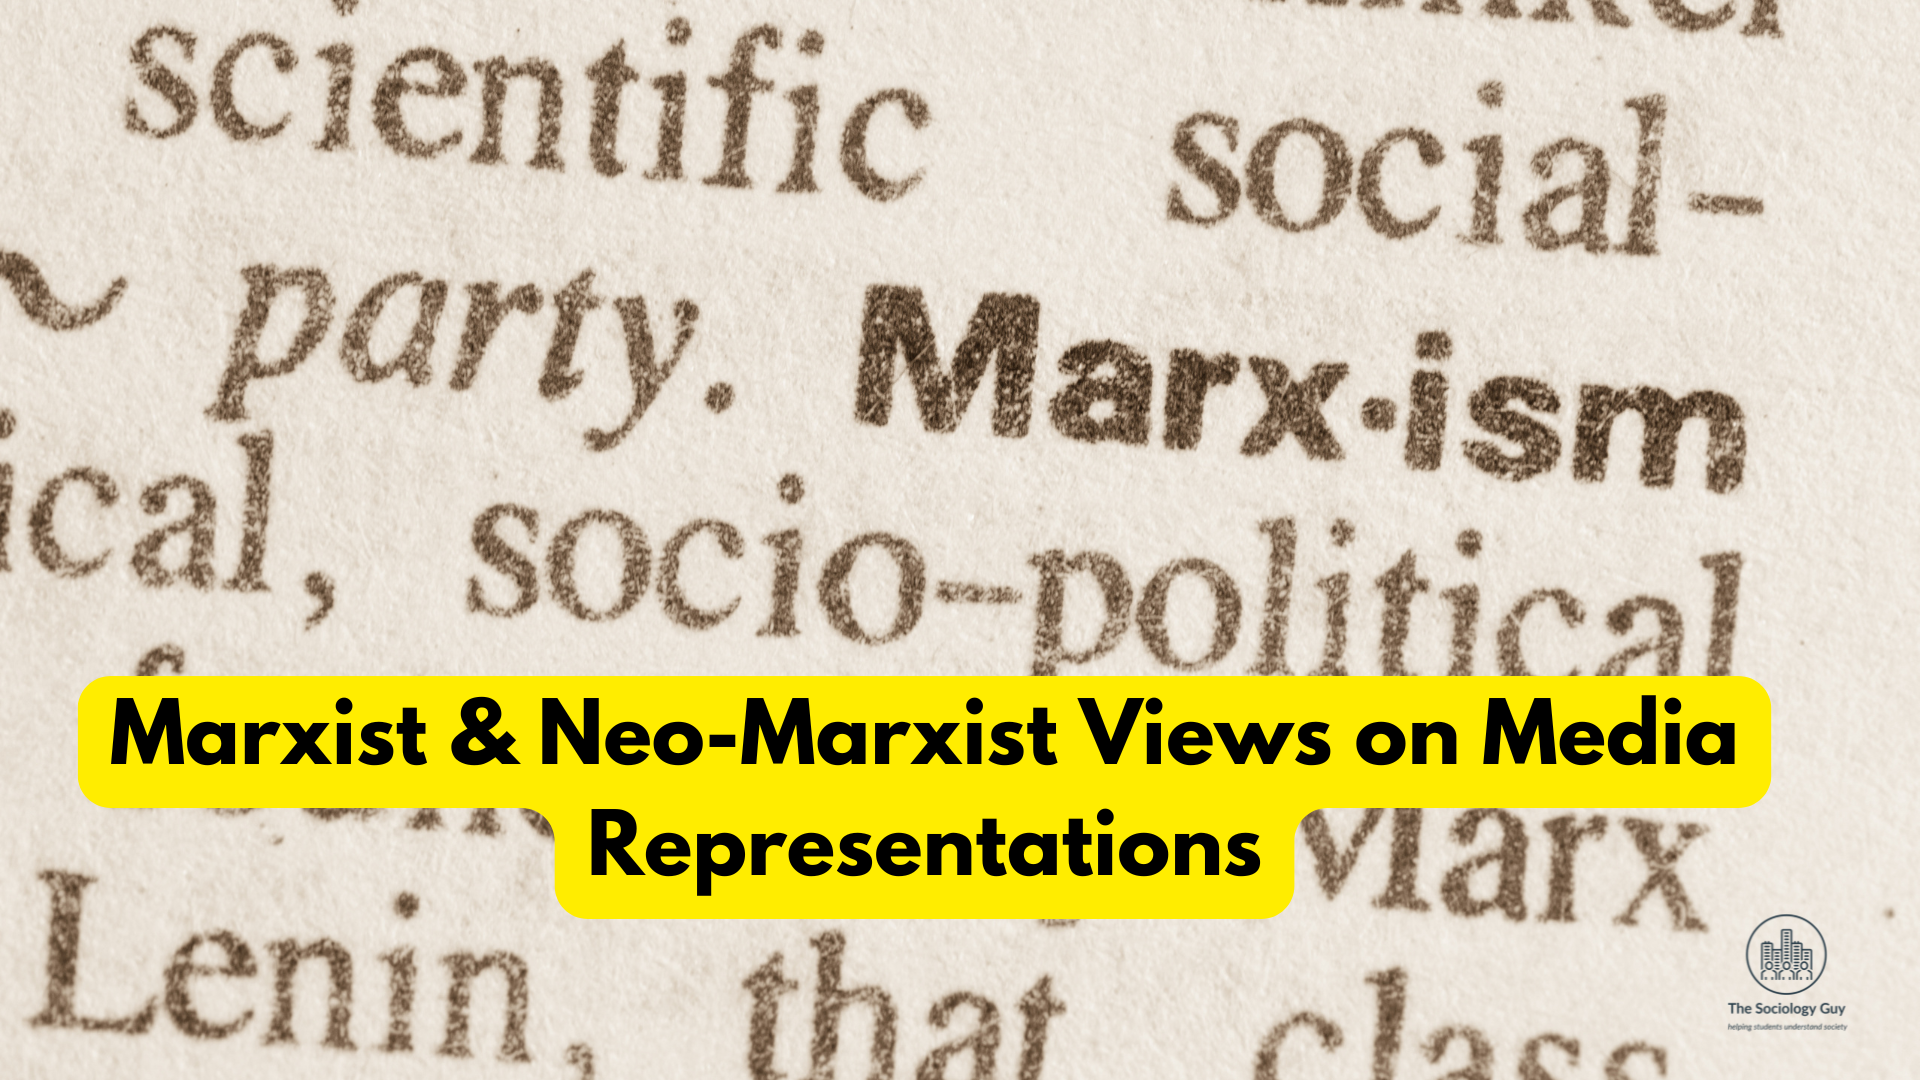 scientific social-
~ party. Marx·ism
ical, socio-political
Marxist & Neo-Marxist Views on Media
Representations
Marx
Lenin, that class
The Sociology Guy
helping students understand society